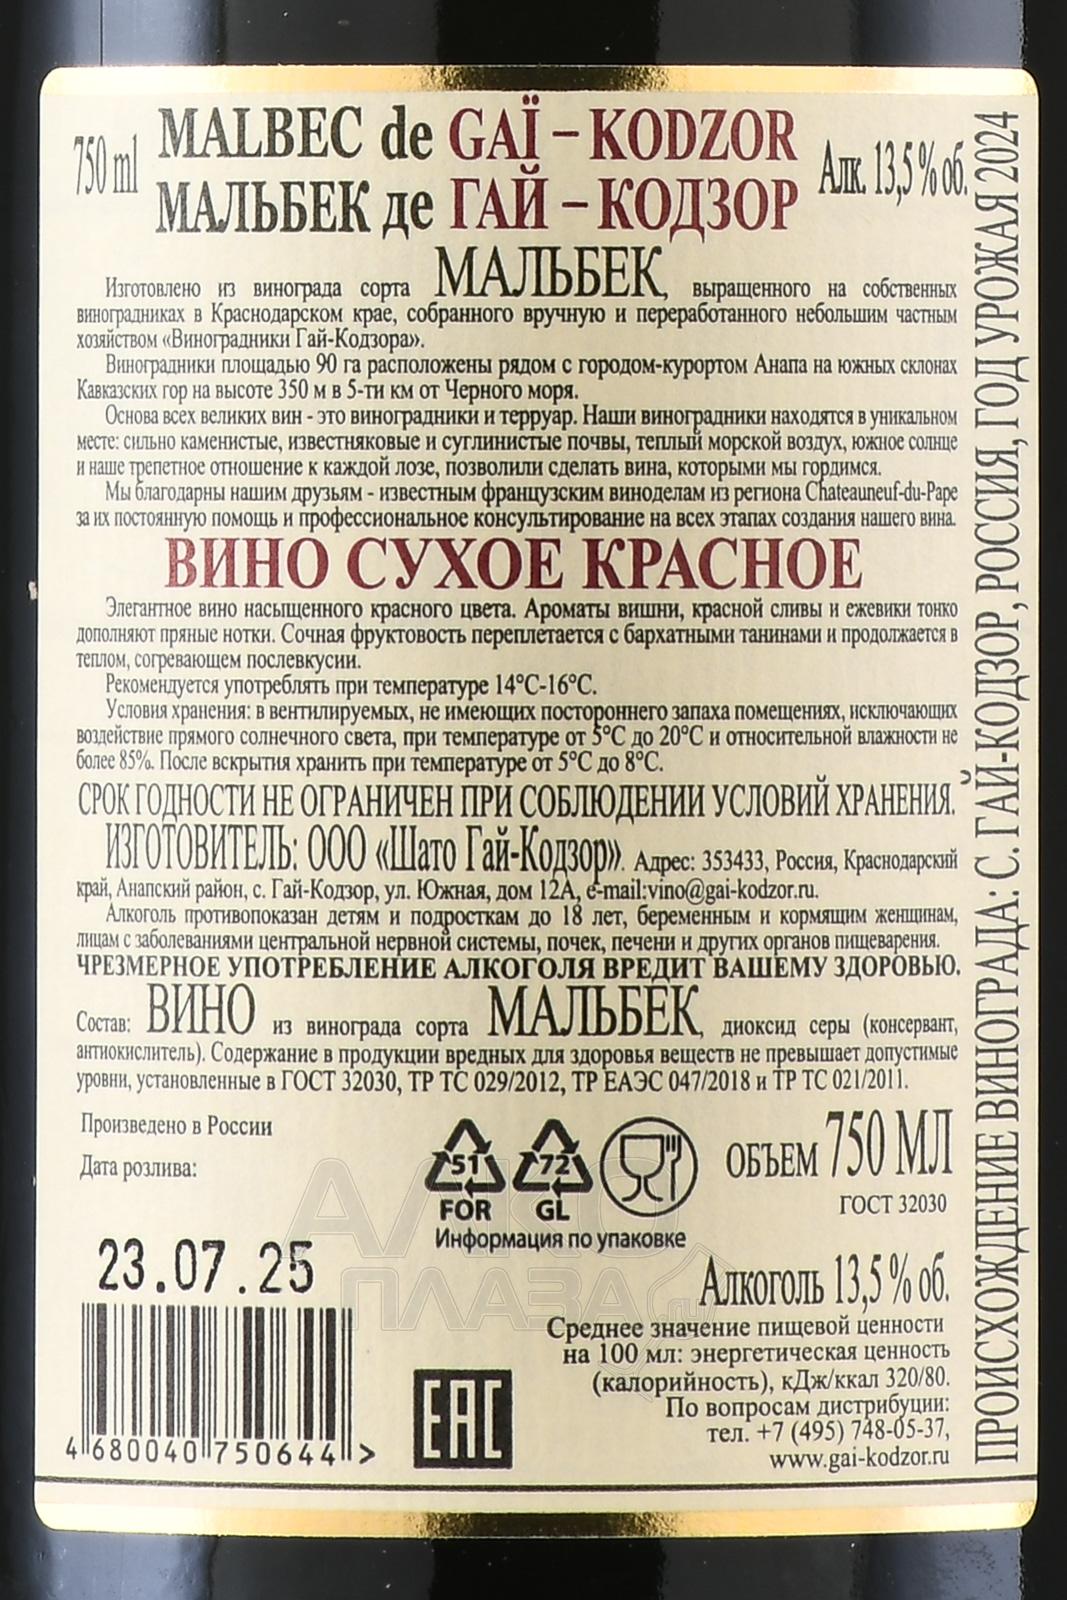 750 ml
MALBEC de GAÏ – KODZOR
МАЛЬБЕК де ГАЙ – КОДЗОР
Алк. 13,5 % об.
Изготовлено из винограда сорта МАЛЬБЕК, выращенного на собственных
виноградниках в Краснодарском крае, собранного вручную и переработанного небольшим частным
хозяйством «Виноградники Гай-Кодзора».
Виноградники площадью 90 га расположены рядом с городом-курортом Анапа на южных склонах
Кавказских гор на высоте 350 м в 5-ти км от Черного моря.
Основа всех великих вин - это виноградники и терруар. Наши виноградники находятся в уникальном
месте: сильно каменистые, известняковые и суглинистые почвы, теплый морской воздух, южное солнце
и наше трепетное отношение к каждой лозе, позволили сделать вина, которыми мы гордимся.
Мы благодарны нашим друзьям - известным французским виноделам из региона Chateauneuf-du-Pape
за их постоянную помощь и профессиональное консультирование на всех этапах создания нашего вина.
ВИНО СУХОЕ КРАСНОЕ
Элегантное вино насыщенного красного цвета. Ароматы вишни, красной сливы и ежевики тонко
дополняют пряные нотки. Сочная фруктовость переплетается с бархатными танинами и продолжается в
теплом, согревающем послевкусии.
Рекомендуется употреблять при температуре 14°C-16°C.
Условия хранения: в вентилируемых, не имеющих постороннего запаха помещениях, исключающих
воздействие прямого солнечного света, при температуре от 5°C до 20°C и относительной влажности не
более 85%. После вскрытия хранить при температуре от 5°C до 8°C.
СРОК ГОДНОСТИ НЕ ОГРАНИЧЕН ПРИ СОБЛЮДЕНИИ УСЛОВИЙ ХРАНЕНИЯ.
ИЗГОТОВИТЕЛЬ: ООО «Шато Гай-Кодзор». Адрес: 353433, Россия, Краснодарский
край, Анапский район, с. Гай-Кодзор, ул. Южная, дом 12А, e-mail:vino@gai-kodzor.ru.
Алкоголь противопоказан детям и подросткам до 18 лет, беременным и кормящим женщинам,
лицам с заболеваниями центральной нервной системы, почек, печени и других органов пищеварения.
ЧРЕЗМЕРНОЕ УПОТРЕБЛЕНИЕ АЛКОГОЛЯ ВРЕДИТ ВАШЕМУ ЗДОРОВЬЮ.
Состав: ВИНО из винограда сорта МАЛЬБЕК, диоксид серы (консервант,
антиокислитель). Содержание в продукции вредных для здоровья веществ не превышает допустимые
уровни, установленные в ГОСТ 32030, ТР ТС 029/2012, ТР ЕАЭС 047/2018 и ТР ТС 021/2011.
Произведено в России
Дата розлива:
23.07.25
4 680040 750644 >
51
FOR
72
GL
Информация по упаковке
EAC
ОБЪЕМ 750 МЛ
ГОСТ 32030
Алкоголь 13,5 % об.
Среднее значение пищевой ценности
на 100 мл: энергетическая ценность
(калорийность), кДж/ккал 320/80.
По вопросам дистрибуции:
тел. +7 (495) 748-05-37,
www.gai-kodzor.ru
ПРОИСХОЖДЕНИЕ ВИНОГРАДА: С. ГАЙ-КОДЗОР, РОССИЯ, ГОД УРОЖАЯ 2024
АЛКО
ПЛАЗА.ru